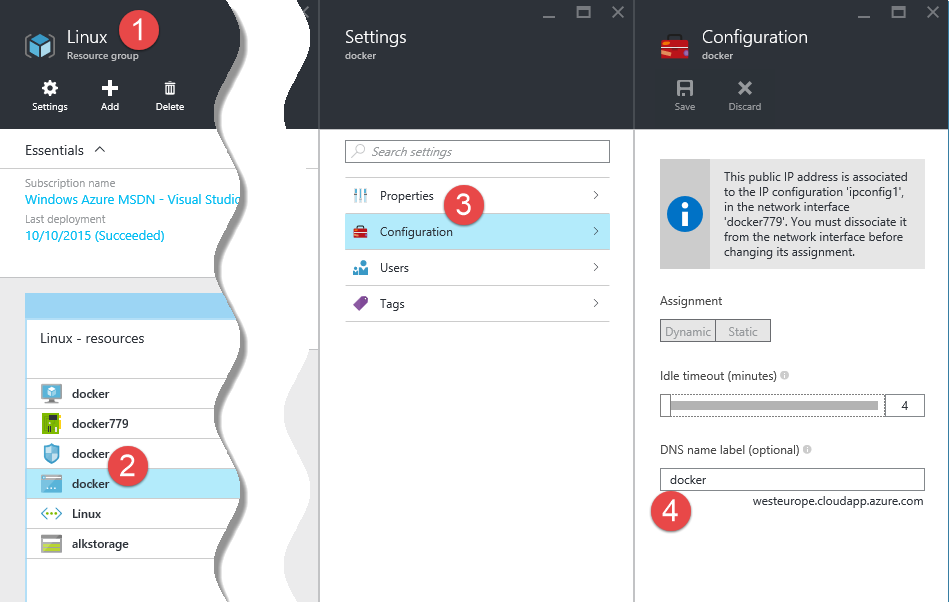 Linux
1
Resource group
Settings
Add
Delete
Essentials
Subscription name
Windows Azure MSDN - Visual Studio
Last deployment
10/10/2015 (Succeeded)
Linux - resources
docker
docker779
docker
2
docker
Linux
alkstorage
Settings
docker
Search settings
Properties
3
Configuration
Users
Tags
Configuration
docker
Save
Discard
This public IP address is associated
to the IP configuration 'ipconfig1',
in the network interface
'docker779'. You must dissociate it
from the network interface before
changing its assignment.
Assignment
Dynamic
Static
Idle timeout (minutes)
4
DNS name label (optional)
docker
4
westeurope.cloudapp.azure.com